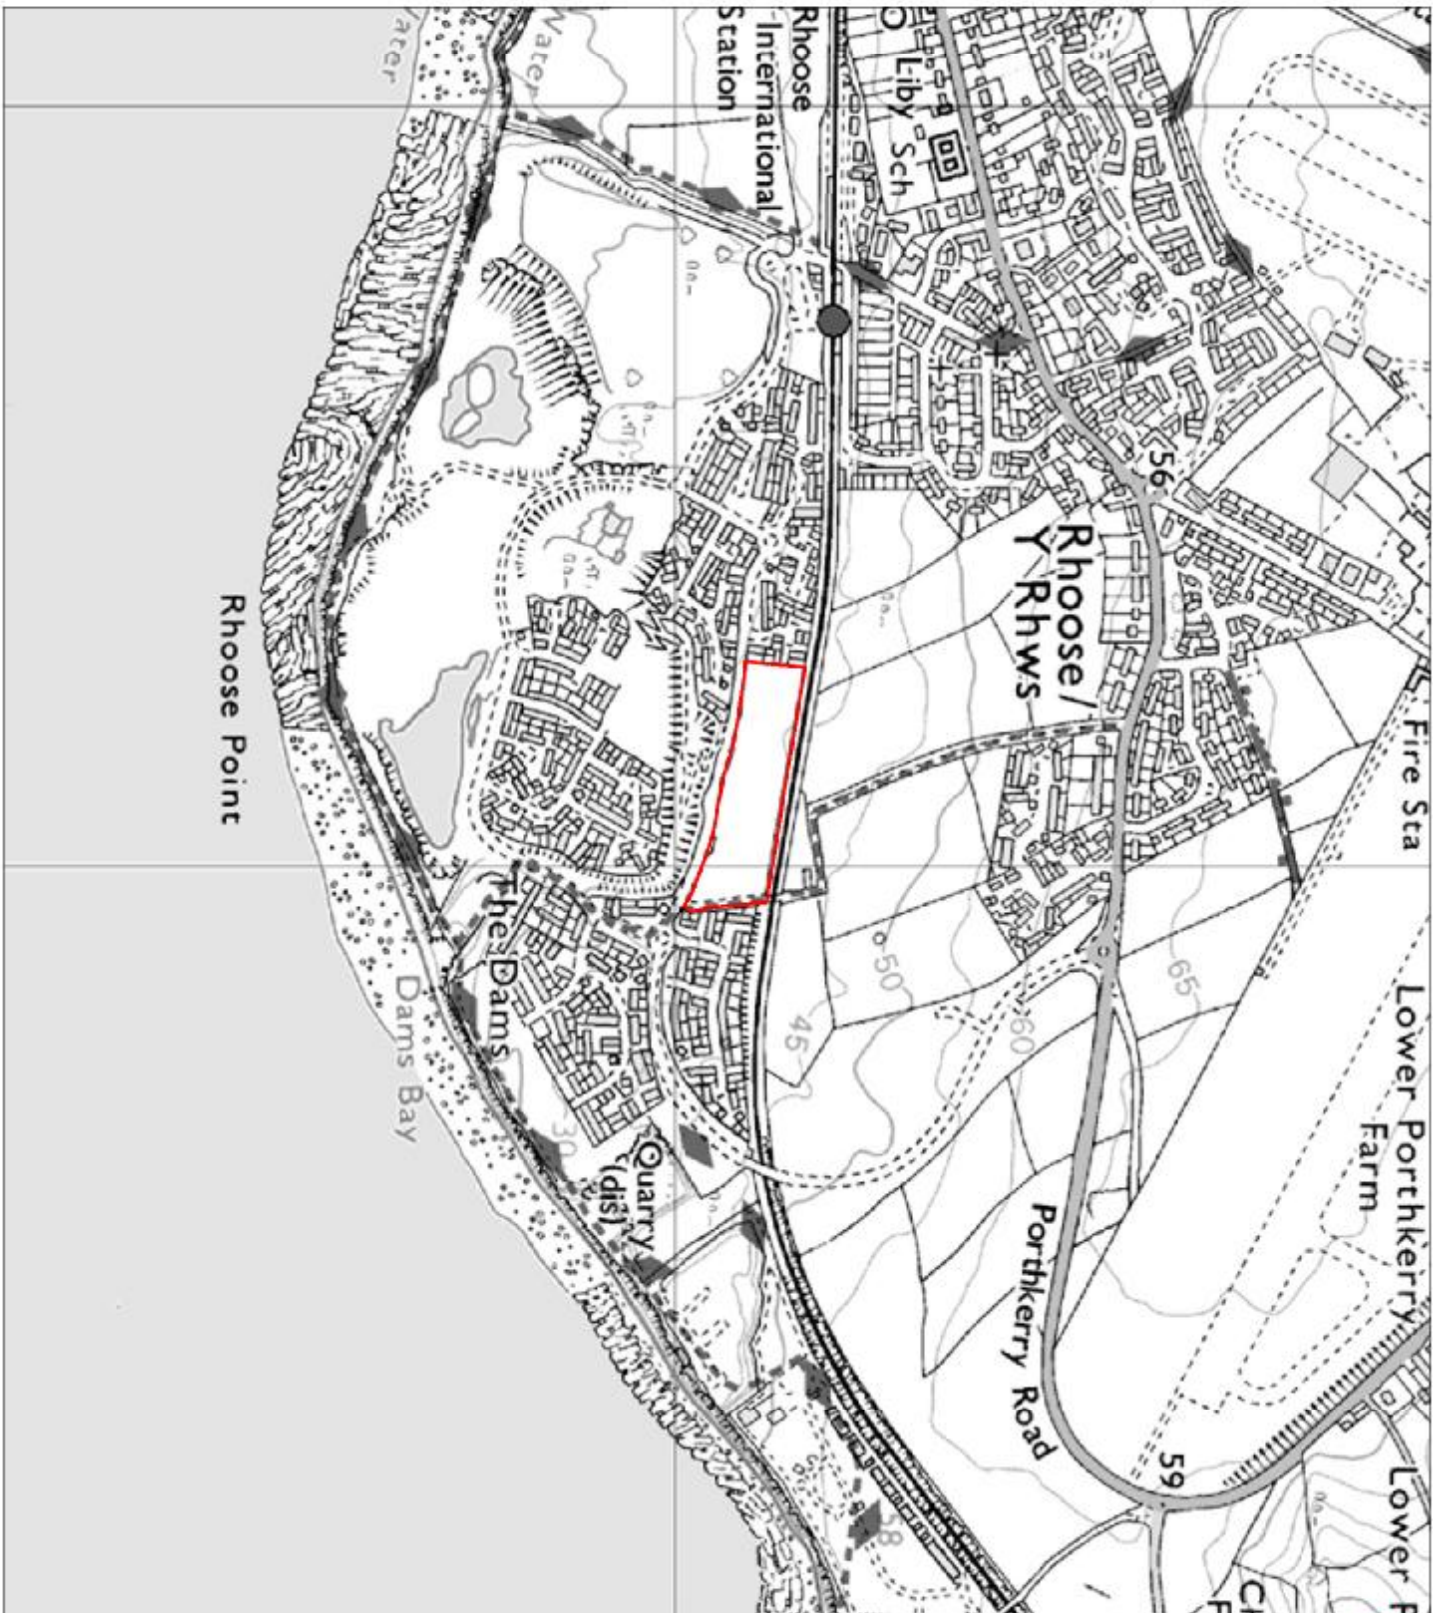 Water
Water
Rhoose
International
Station
Liby
Sch
56
Rhoose/
Y Rhws
Fire Sta
Rhoose Point
The Dams
Dams Bay
50
45
60
65
30
Quarry
(dis)
Porthkerry Road
Lower Porthkerry
Farm
59
58
Lower